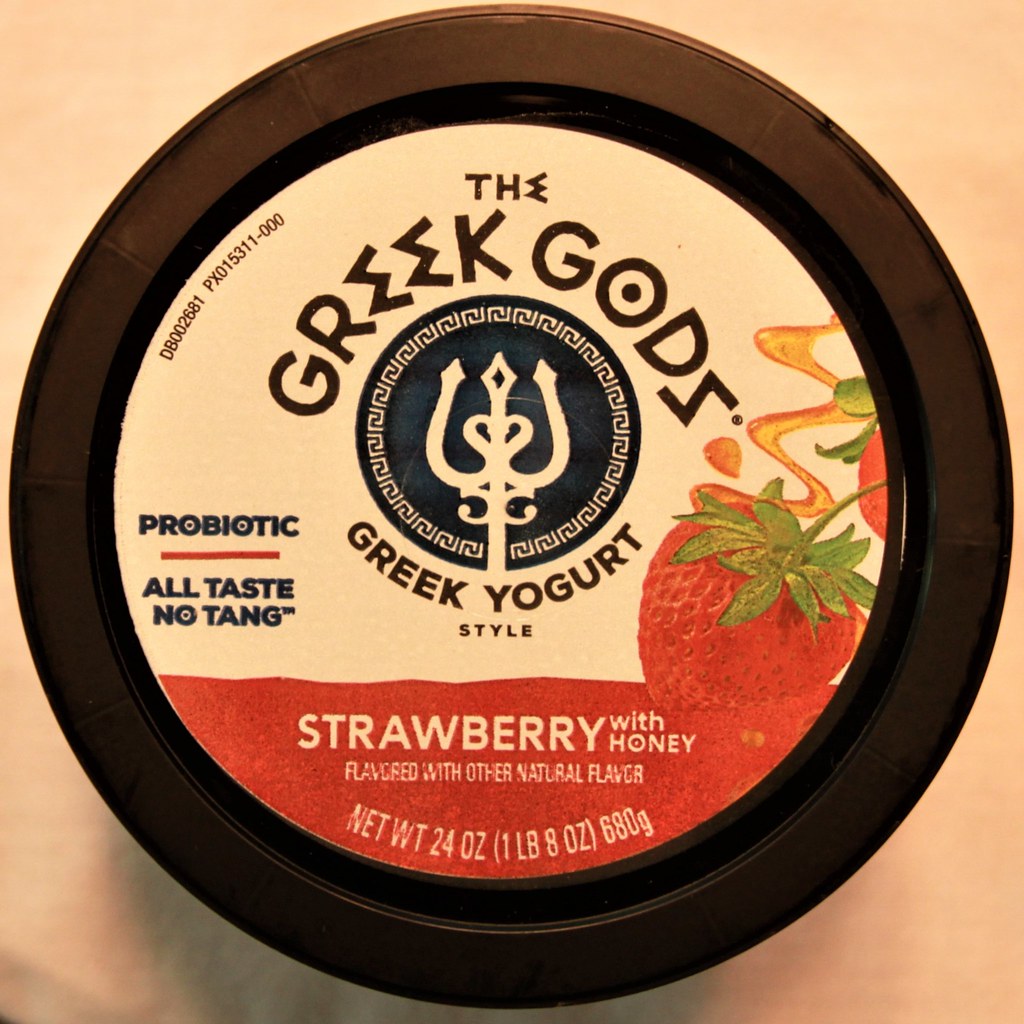 THE
GREEK GODS®
DB002681 PX015311-000
GREEK YOGURT
STYLE
PROBIOTIC
ALL TASTE
NO TANG™
STRAWBERRY with HONEY
FLAVORED WITH OTHER NATURAL FLAVOR
NET WT 24 OZ (1 LB 8 OZ) 680g